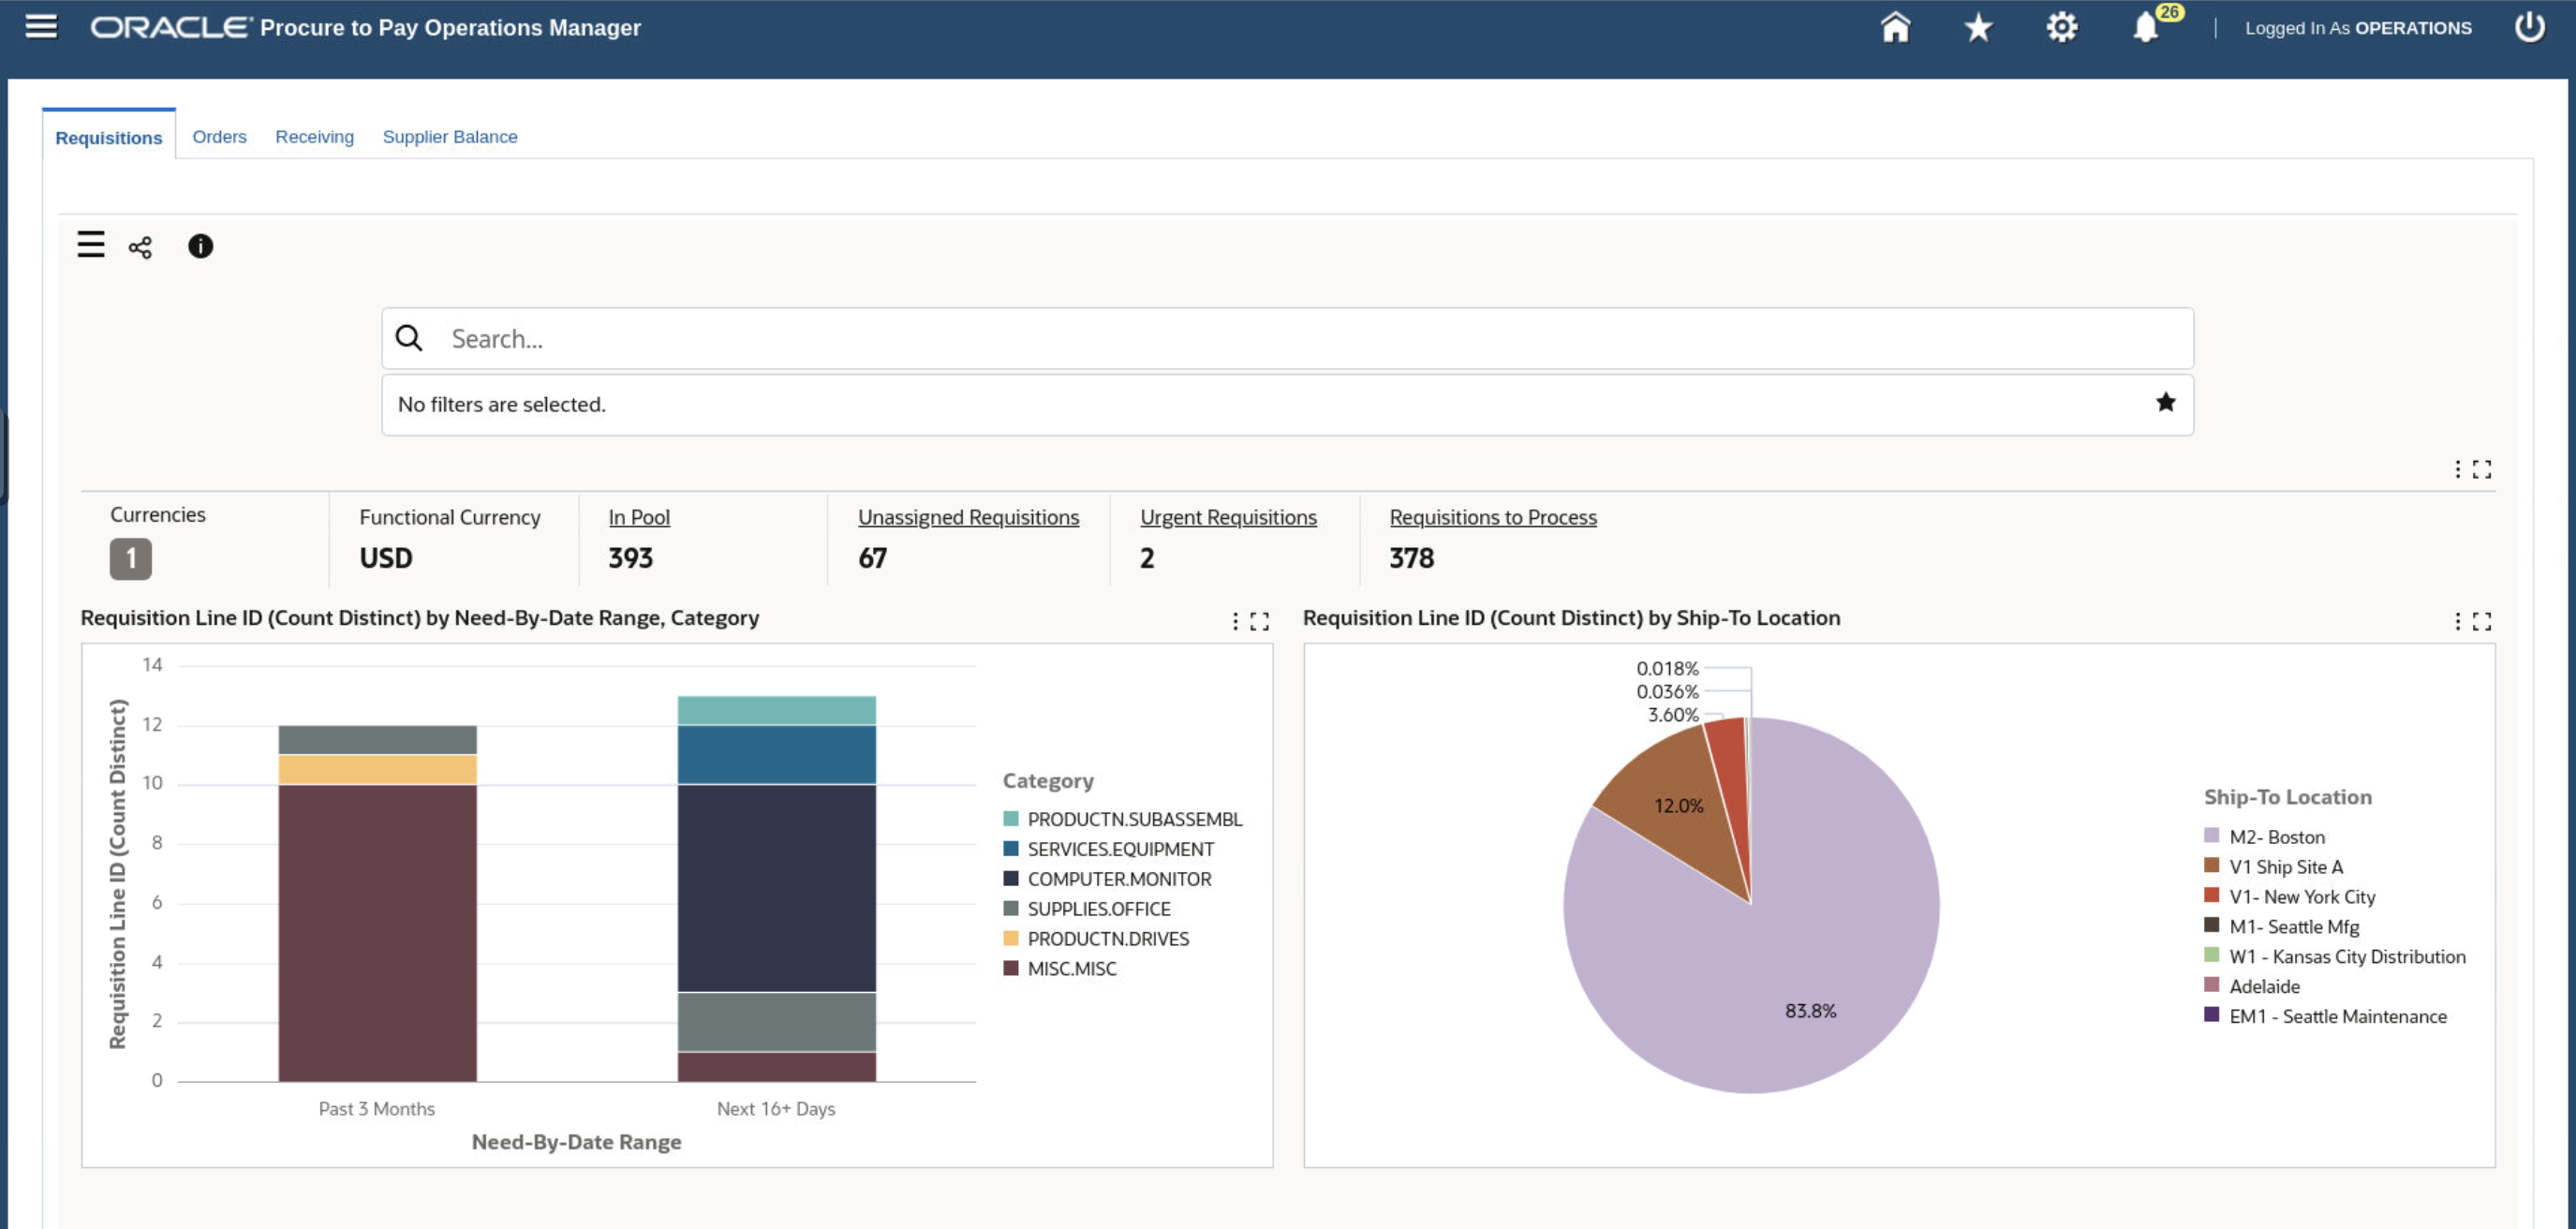 ORACLE Procure to Pay Operations Manager
26
Logged In As OPERATIONS
Requisitions Orders Receiving Supplier Balance
Search...
No filters are selected.
Currencies
1
Functional Currency
USD
In Pool
393
Unassigned Requisitions
67
Urgent Requisitions
2
Requisitions to Process
378
Requisition Line ID (Count Distinct) by Need-By-Date Range, Category
Requisition Line ID (Count Distinct)
14
12
10
8
6
4
2
0
Past 3 Months
Next 16+ Days
Need-By-Date Range
Category
PRODUCTN.SUBASSEMBL
SERVICES.EQUIPMENT
COMPUTER.MONITOR
SUPPLIES.OFFICE
PRODUCTN.DRIVES
MISC.MISC
Requisition Line ID (Count Distinct) by Ship-To Location
0.018%
0.036%
3.60%
12.0%
83.8%
Ship-To Location
M2- Boston
V1 Ship Site A
V1- New York City
M1- Seattle Mfg
W1 - Kansas City Distribution
Adelaide
EM1 - Seattle Maintenance